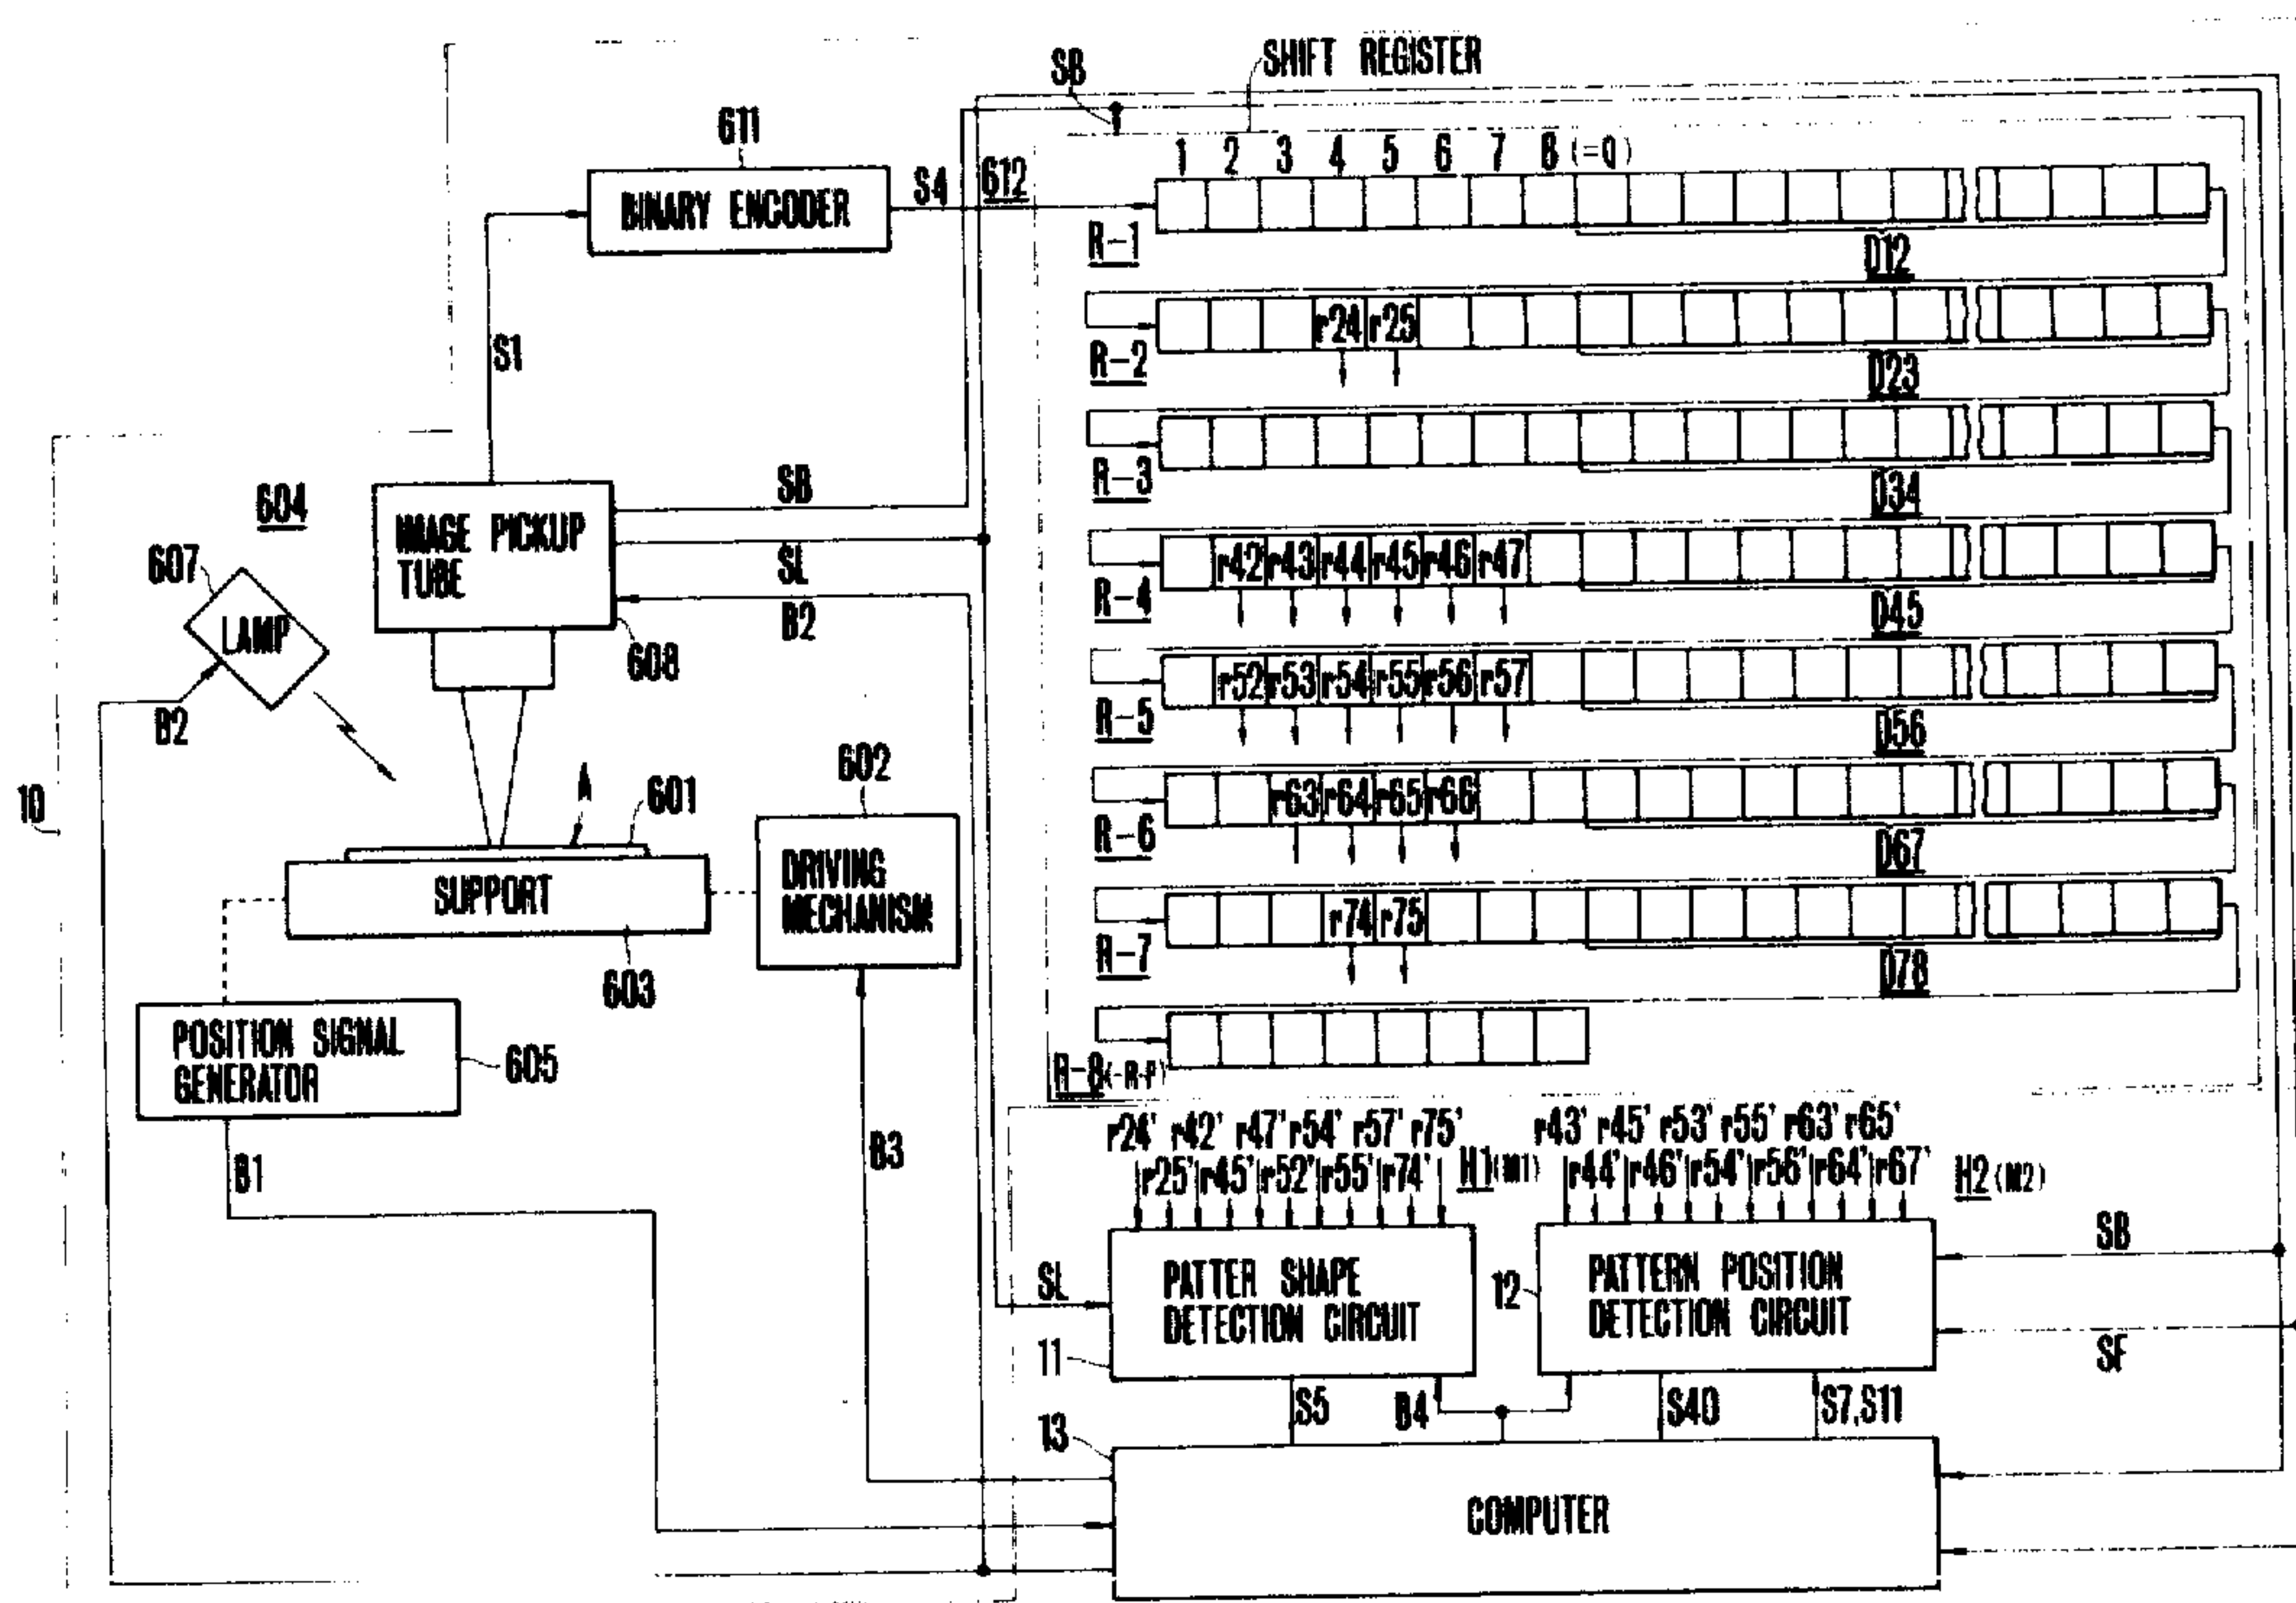 SHIFT REGISTER
SB
611
BINARY ENCODER
S4
612
1 2 3 4 5 6 7 8 (=Q)
R-1
D12
r24 r25
R-2
D23
R-3
D34
r42 r43 r44 r45 r46 r47
R-4
D45
r52 r53 r54 r55 r56 r57
R-5
D56
r63 r64 r65 r66
R-6
D67
r74 r75
R-7
D78
R-8
S1
604
IMAGE PICKUP
TUBE
SB
SL
B2
608
607
LAMP
B2
10
A
601
602
DRIVING
MECHANISM
SUPPORT
603
POSITION SIGNAL
GENERATOR
605
B1
B3
r24' r42' r47' r54' r57' r75'
r25' r45' r52' r55' r74'
H1 (M1)
r43' r45' r53' r55' r63' r65'
r44' r46' r54' r56' r64' r67'
H2 (M2)
SL
PATTER SHAPE
DETECTION CIRCUIT
11
12
PATTERN POSITION
DETECTION CIRCUIT
SB
SF
S5
B4
S40
S7,S11
13
COMPUTER